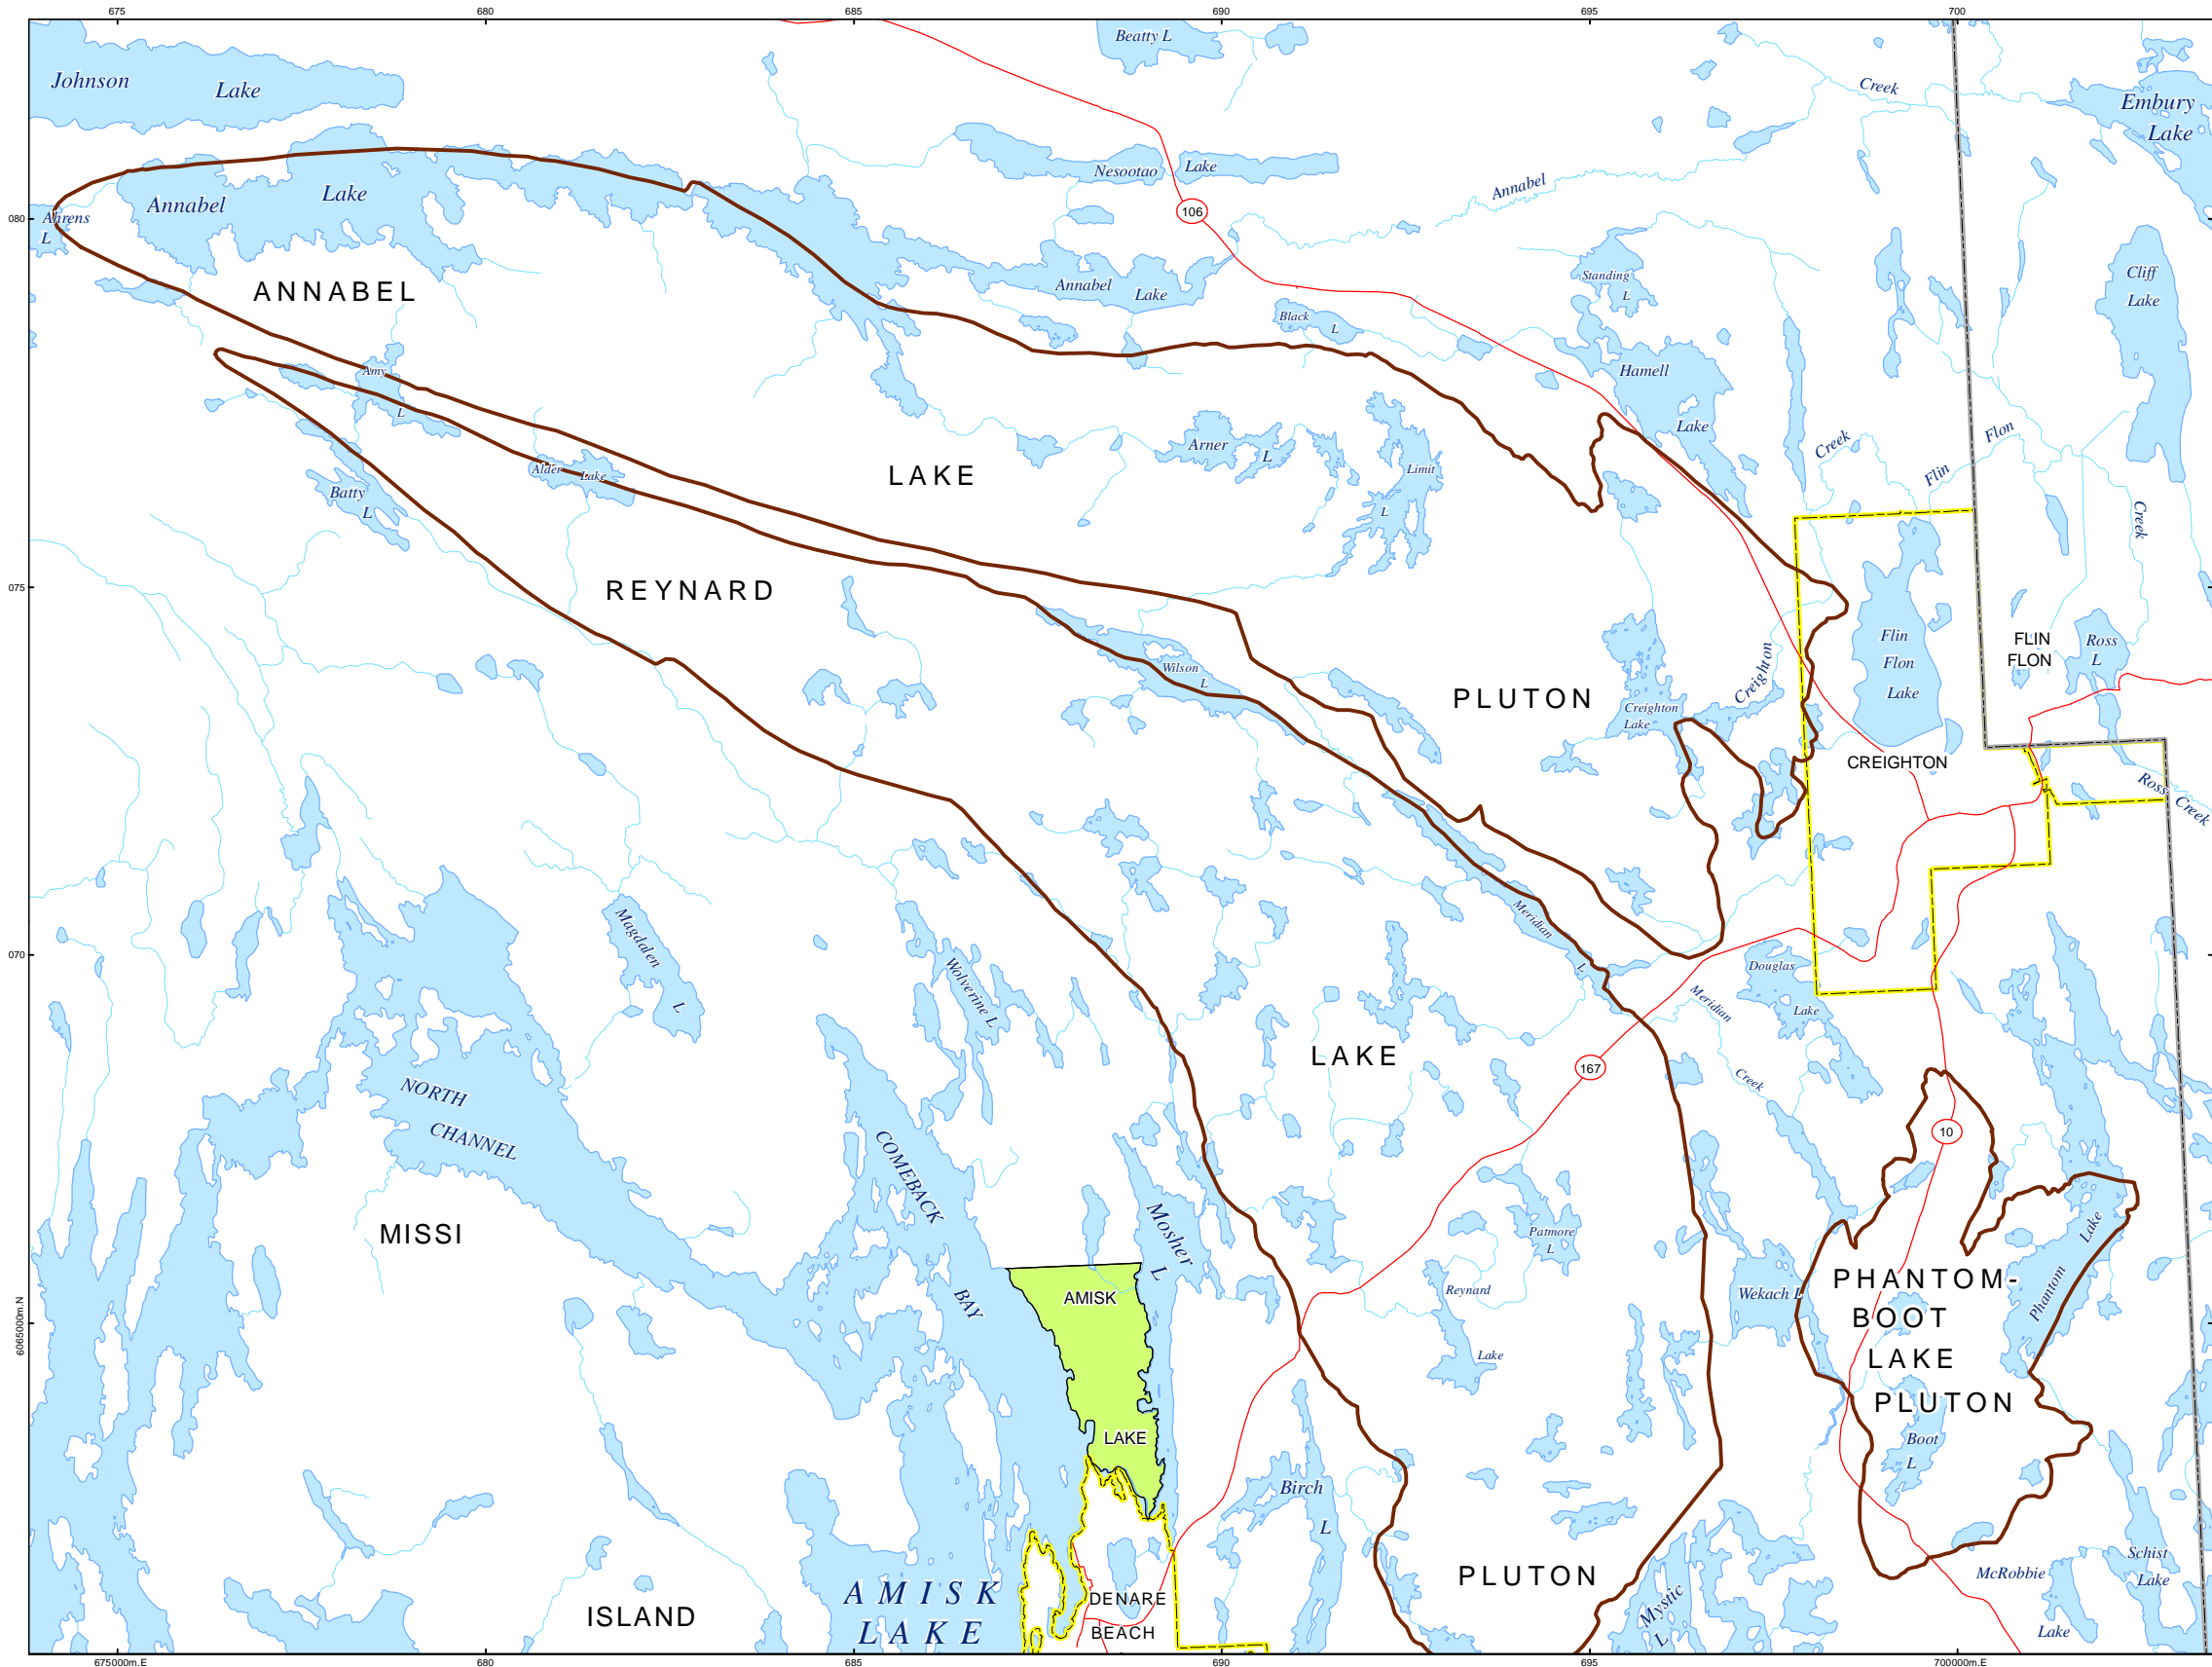 675
680
685
690
695
700
Beatty L
Johnson
Lake
Creek
Embury
Lake
Nesootao
Lake
Annabel
Annabel
Lake
106
080
Ahrens
L
Cliff
Lake
Standing
L
ANNABEL
Annabel
Lake
Black
L
Hamell
Lake
Amy
L
Creek
Flon
Flin
Arner
L
Limit
L
Alder
Lake
LAKE
Batty
L
Creek
075
REYNARD
Flin
Flon
Lake
FLIN
FLON
Ross
L
Wilson
L
Creighton
PLUTON
Creighton
Lake
CREIGHTON
Ross
Creek
Magdalen
L
Meridian
L
070
Wolverine L
Douglas
Lake
Meridian
Creek
LAKE
167
NORTH
CHANNEL
10
COMEBACK
BAY
Mosher
L
MISSI
Patmore
L
Phantom
Lake
AMISK
Reynard
Lake
Wekach L
PHANTOM-
BOOT
LAKE
PLUTON
6065000m.N
LAKE
Boot
L
Birch
L
PLUTON
Schist
Lake
McRobbie
Lake
AMISK
LAKE
DENARE
BEACH
ISLAND
Mystic
L
675000m.E
680
685
690
695
700000m.E